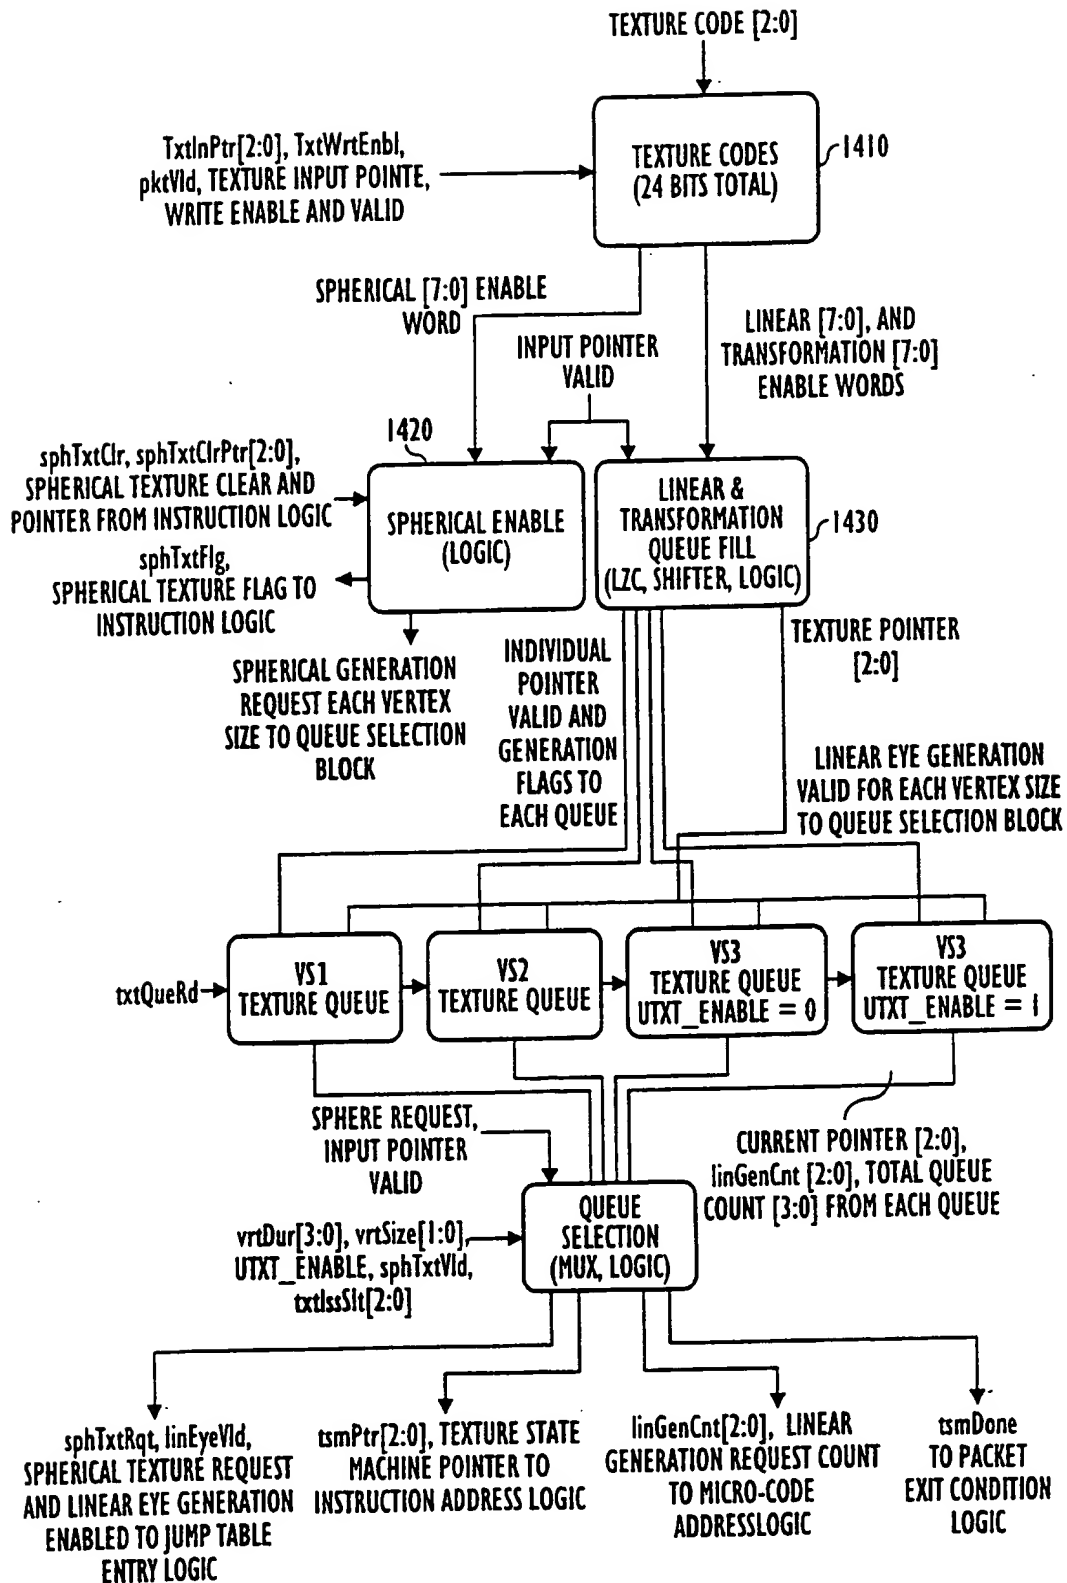 TEXTURE CODE [2:0]
TxtInPtr[2:0], TxtWrtEnbl,
pktVld, TEXTURE INPUT POINTE,
WRITE ENABLE AND VALID
TEXTURE CODES
(24 BITS TOTAL)
1410
SPHERICAL [7:0] ENABLE
WORD
INPUT POINTER
VALID
LINEAR [7:0], AND
TRANSFORMATION [7:0]
ENABLE WORDS
1420
sphTxtClr, sphTxtClrPtr[2:0],
SPHERICAL TEXTURE CLEAR AND
POINTER FROM INSTRUCTION LOGIC
sphTxtFlg,
SPHERICAL TEXTURE FLAG TO
INSTRUCTION LOGIC
SPHERICAL ENABLE
(LOGIC)
LINEAR &
TRANSFORMATION
QUEUE FILL
(LZC, SHIFTER, LOGIC)
1430
SPHERICAL GENERATION
REQUEST EACH VERTEX
SIZE TO QUEUE SELECTION
BLOCK
INDIVIDUAL
POINTER
VALID AND
GENERATION
FLAGS TO
EACH QUEUE
TEXTURE POINTER
[2:0]
LINEAR EYE GENERATION
VALID FOR EACH VERTEX SIZE
TO QUEUE SELECTION BLOCK
txtQueRd
VS1
TEXTURE QUEUE
VS2
TEXTURE QUEUE
VS3
TEXTURE QUEUE
UTXT_ENABLE = 0
VS3
TEXTURE QUEUE
UTXT_ENABLE = 1
SPHERE REQUEST,
INPUT POINTER
VALID
CURRENT POINTER [2:0],
linGenCnt [2:0], TOTAL QUEUE
COUNT [3:0] FROM EACH QUEUE
vrtDur[3:0], vrtSize[1:0],
UTXT_ENABLE, sphTxtVld,
txtIssSlt[2:0]
QUEUE
SELECTION
(MUX, LOGIC)
sphTxtRqt, linEyeVld,
SPHERICAL TEXTURE REQUEST
AND LINEAR EYE GENERATION
ENABLED TO JUMP TABLE
ENTRY LOGIC
tsmPtr[2:0], TEXTURE STATE
MACHINE POINTER TO
INSTRUCTION ADDRESS LOGIC
linGenCnt[2:0], LINEAR
GENERATION REQUEST COUNT
TO MICRO-CODE
ADDRESSLOGIC
tsmDone
TO PACKET
EXIT CONDITION
LOGIC